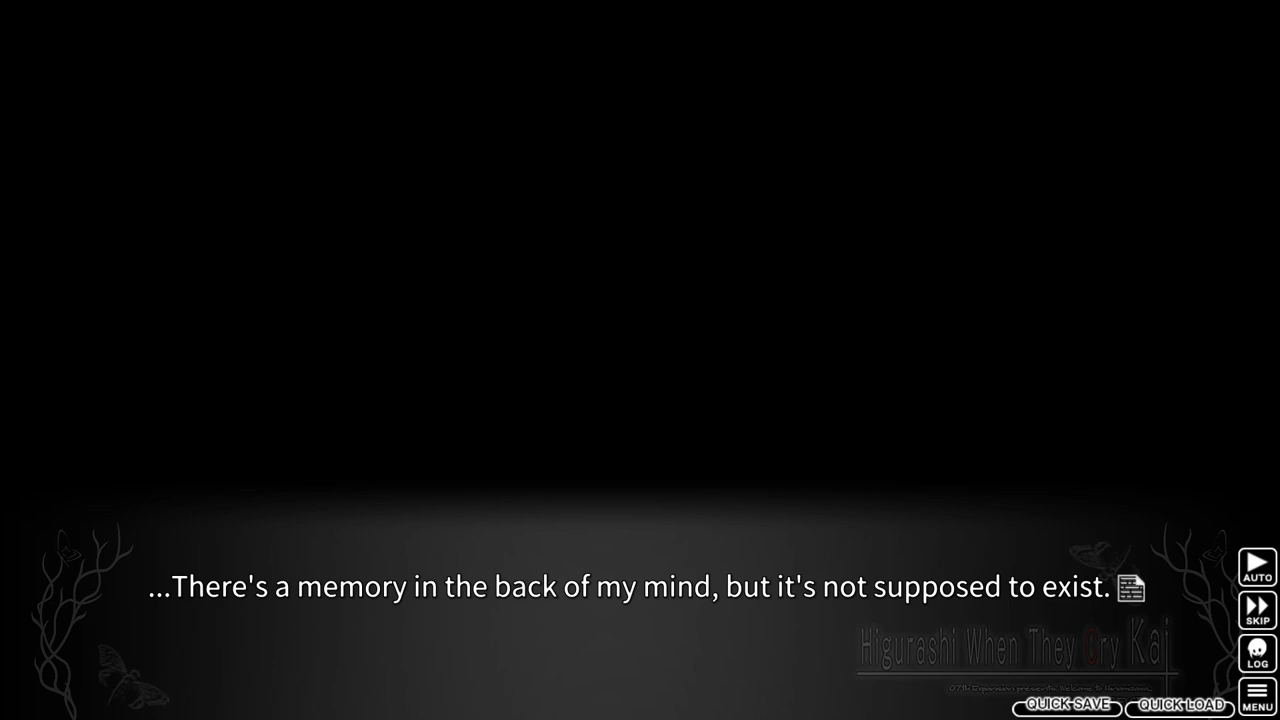 ...There's a memory in the back of my mind, but it's not supposed to exist.
AUTO
SKIP
LOG
Higurashi When They Cry Kai
MENU
QUICK SAVE
QUICK LOAD